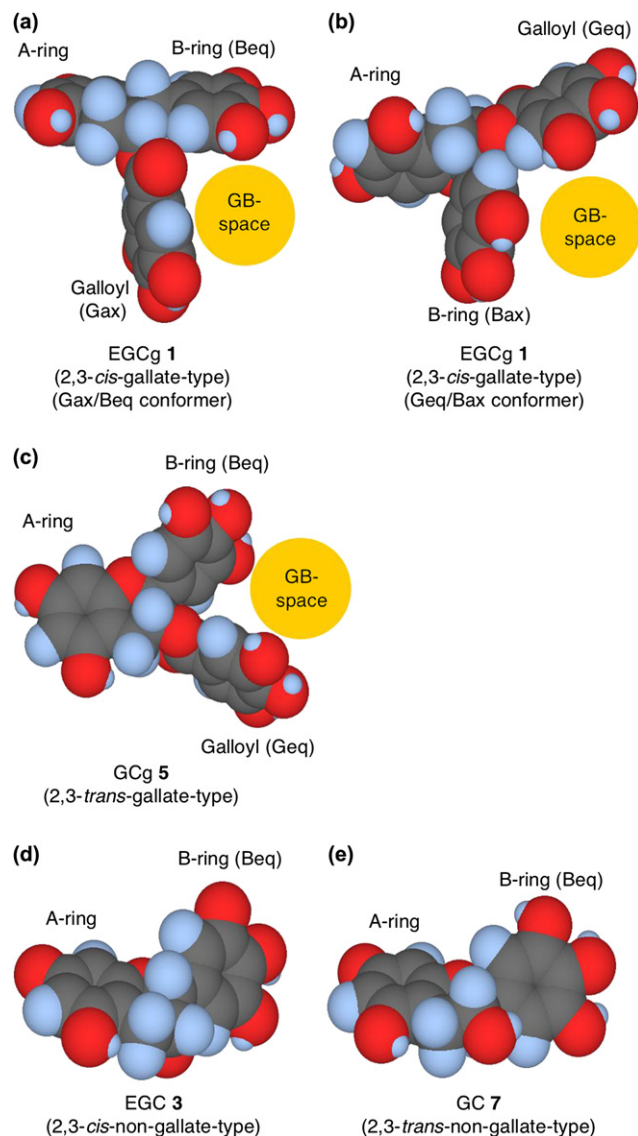 (a)
B-ring (Beq)
A-ring
GB-
space
Galloyl
(Gax)
EGCg 1
(2,3-cis-gallate-type)
(Gax/Beq conformer)
(b)
Galloyl (Geq)
A-ring
GB-
space
B-ring (Bax)
EGCg 1
(2,3-cis-gallate-type)
(Geq/Bax conformer)
(c)
B-ring (Beq)
A-ring
GB-
space
Galloyl (Geq)
GCg 5
(2,3-trans-gallate-type)
(d)
B-ring (Beq)
A-ring
EGC 3
(2,3-cis-non-gallate-type)
(e)
B-ring (Beq)
A-ring
GC 7
(2,3-trans-non-gallate-type)